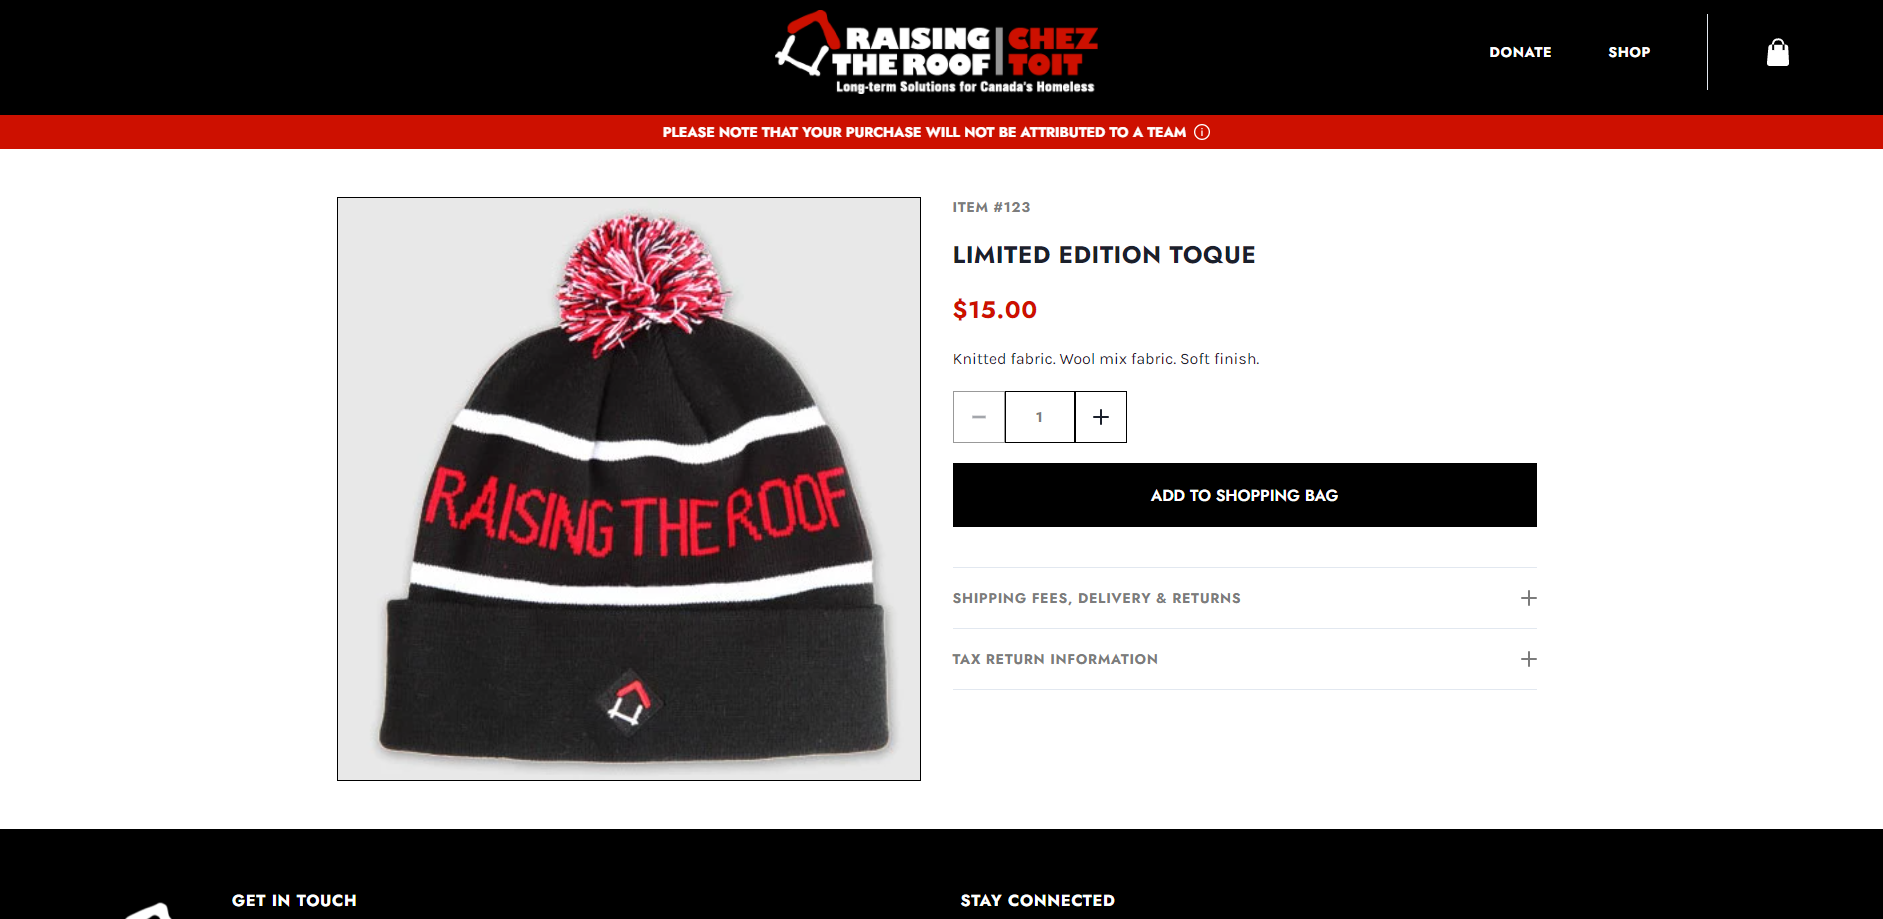 RAISING
THE ROOF
CHEZ
TOIT
Long-term Solutions for Canada's Homeless
DONATE
SHOP
PLEASE NOTE THAT YOUR PURCHASE WILL NOT BE ATTRIBUTED TO A TEAM
RAISING THE ROOF
ITEM #123
LIMITED EDITION TOQUE
$15.00
Knitted fabric. Wool mix fabric. Soft finish.
1
ADD TO SHOPPING BAG
SHIPPING FEES, DELIVERY & RETURNS
TAX RETURN INFORMATION
GET IN TOUCH
STAY CONNECTED